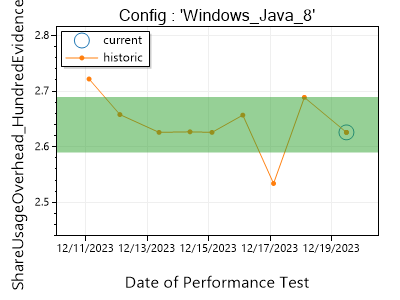 Config : 'Windows_Java_8'
current
historic
2.8
2.7
2.6
2.5
12/11/2023
12/13/2023
12/15/2023
12/17/2023
12/19/2023
Date of Performance Test
ShareUsageOverhead_HundredEvidence